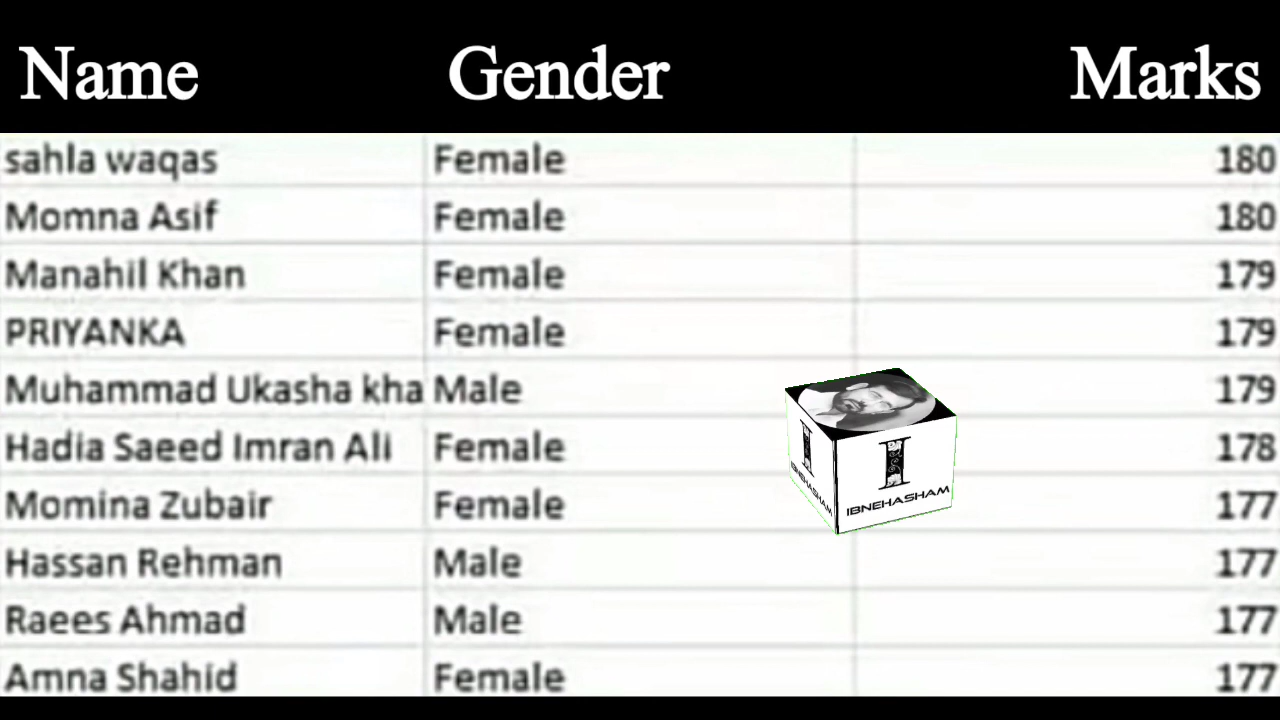 Name Gender Marks
sahla waqas Female 180
Momna Asif Female 180
Manahil Khan Female 179
PRIYANKA Female 179
Muhammad Ukasha kha Male 179
Hadia Saeed Imran Ali Female 178
Momina Zubair Female 177
Hassan Rehman Male 177
Raees Ahmad Male 177
Amna Shahid Female 177
I
IBNEHASHAM
I
IBNEHASHAM